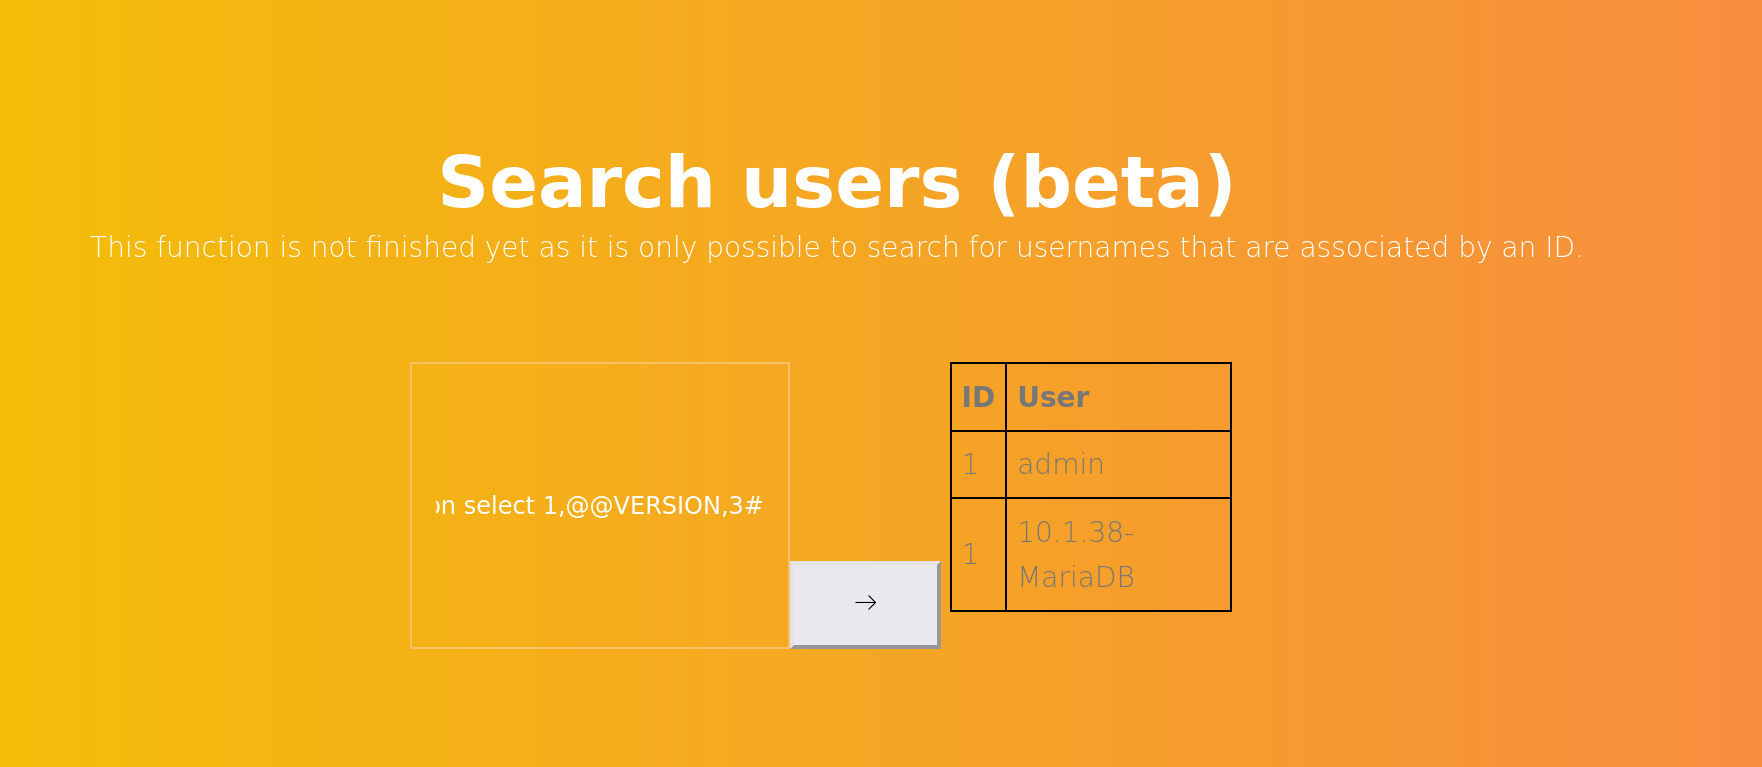 Search users (beta)
This function is not finished yet as it is only possible to search for usernames that are associated by an ID.
on select 1,@@VERSION,3#
→
ID User
1 admin
1 10.1.38-
MariaDB